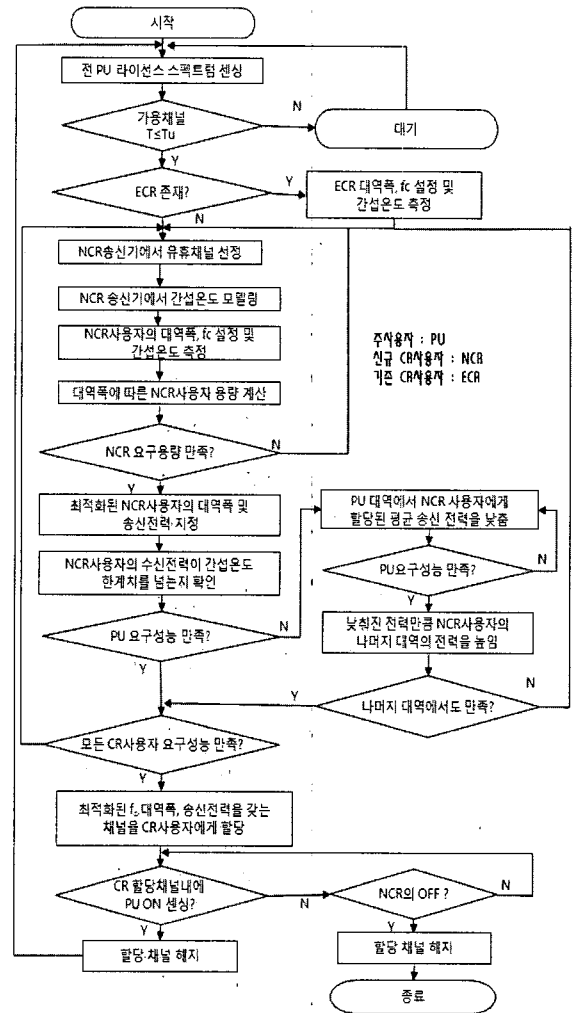 시작
전 PU 라이선스 스펙트럼 센싱
가용채널
T≤Tu
N
대기
Y
ECR 존재?
Y
ECR 대역폭, fc 설정 및
간섭온도 측정
N
NCR송신기에서 유휴채널 선정
NCR 송신기에서 간섭온도 모델링
NCR사용자의 대역폭, fc 설정 및
간섭온도 측정
주사용자 : PU
신규 CR사용자 : NCR
기존 CR사용자 : ECR
대역폭에 따른 NCR사용자 용량 계산
NCR 요구용량 만족?
N
Y
최적화된 NCR사용자의 대역폭 및
송신전력 지정
PU 대역에서 NCR 사용자에게
할당된 평균 송신 전력을 낮춤
NCR사용자의 수신전력이 간섭온도
한계치를 넘는지 확인
PU요구성능 만족?
N
Y
PU 요구성능 만족?
N
낮춰진 전력만큼 NCR사용자의
나머지 대역의 전력을 높임
Y
Y
나머지 대역에서도 만족?
N
모든 CR사용자 요구성능 만족?
Y
최적화된 fc, 대역폭, 송신전력을 갖는
채널을 CR사용자에게 할당
CR 할당채널내에
PU ON 센싱?
N
NCR의 OFF ?
N
Y
Y
할당 채널 해지
할당 채널 해지
종료